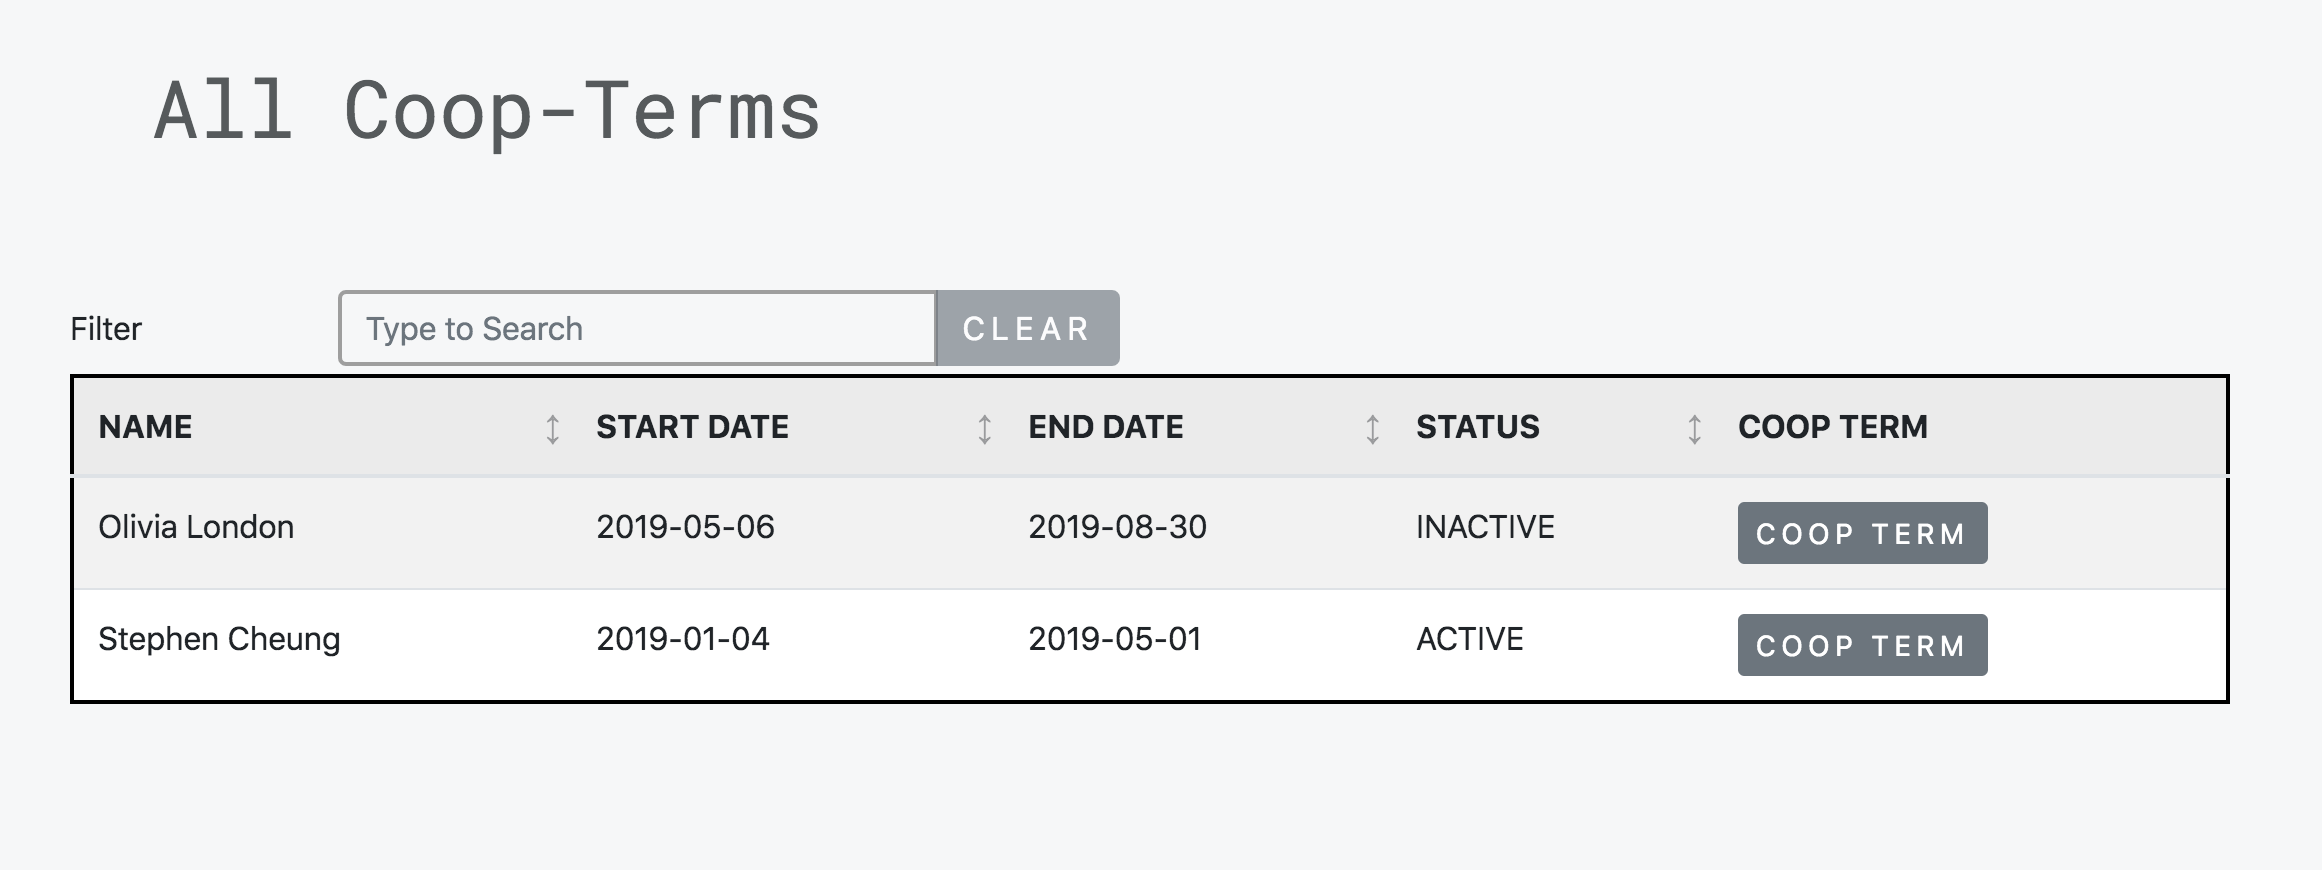 All Coop-Terms
Filter Type to Search CLEAR
NAME START DATE END DATE STATUS COOP TERM
Olivia London 2019-05-06 2019-08-30 INACTIVE COOP TERM
Stephen Cheung 2019-01-04 2019-05-01 ACTIVE COOP TERM